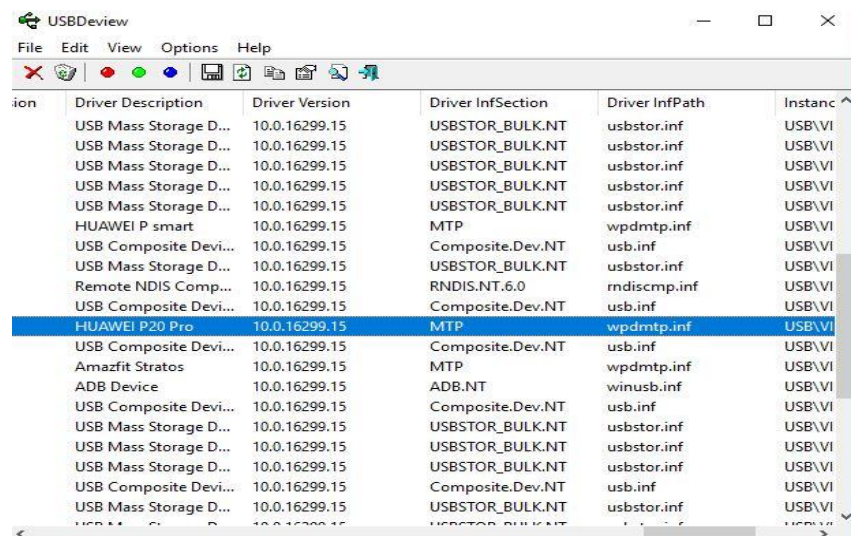 USBDeview
File Edit View Options Help
ion Driver Description Driver Version Driver InfSection Driver InfPath Instanc
USB Mass Storage D... 10.0.16299.15 USBSTOR_BULK.NT usbstor.inf USB\VI
USB Mass Storage D... 10.0.16299.15 USBSTOR_BULK.NT usbstor.inf USB\VI
USB Mass Storage D... 10.0.16299.15 USBSTOR_BULK.NT usbstor.inf USB\VI
USB Mass Storage D... 10.0.16299.15 USBSTOR_BULK.NT usbstor.inf USB\VI
USB Mass Storage D... 10.0.16299.15 USBSTOR_BULK.NT usbstor.inf USB\VI
HUAWEI P smart 10.0.16299.15 MTP wpdmtp.inf USB\VI
USB Composite Devi... 10.0.16299.15 Composite.Dev.NT usb.inf USB\VI
USB Mass Storage D... 10.0.16299.15 USBSTOR_BULK.NT usbstor.inf USB\VI
Remote NDIS Comp... 10.0.16299.15 RNDIS.NT.6.0 rndiscmp.inf USB\VI
USB Composite Devi... 10.0.16299.15 Composite.Dev.NT usb.inf USB\VI
HUAWEI P20 Pro 10.0.16299.15 MTP wpdmtp.inf USB\VI
USB Composite Devi... 10.0.16299.15 Composite.Dev.NT usb.inf USB\VI
Amazfit Stratos 10.0.16299.15 MTP wpdmtp.inf USB\VI
ADB Device 10.0.16299.15 ADB.NT winusb.inf USB\VI
USB Composite Devi... 10.0.16299.15 Composite.Dev.NT usb.inf USB\VI
USB Mass Storage D... 10.0.16299.15 USBSTOR_BULK.NT usbstor.inf USB\VI
USB Mass Storage D... 10.0.16299.15 USBSTOR_BULK.NT usbstor.inf USB\VI
USB Composite Devi... 10.0.16299.15 Composite.Dev.NT usb.inf USB\VI
USB Mass Storage D... 10.0.16299.15 USBSTOR_BULK.NT usbstor.inf USB\VI